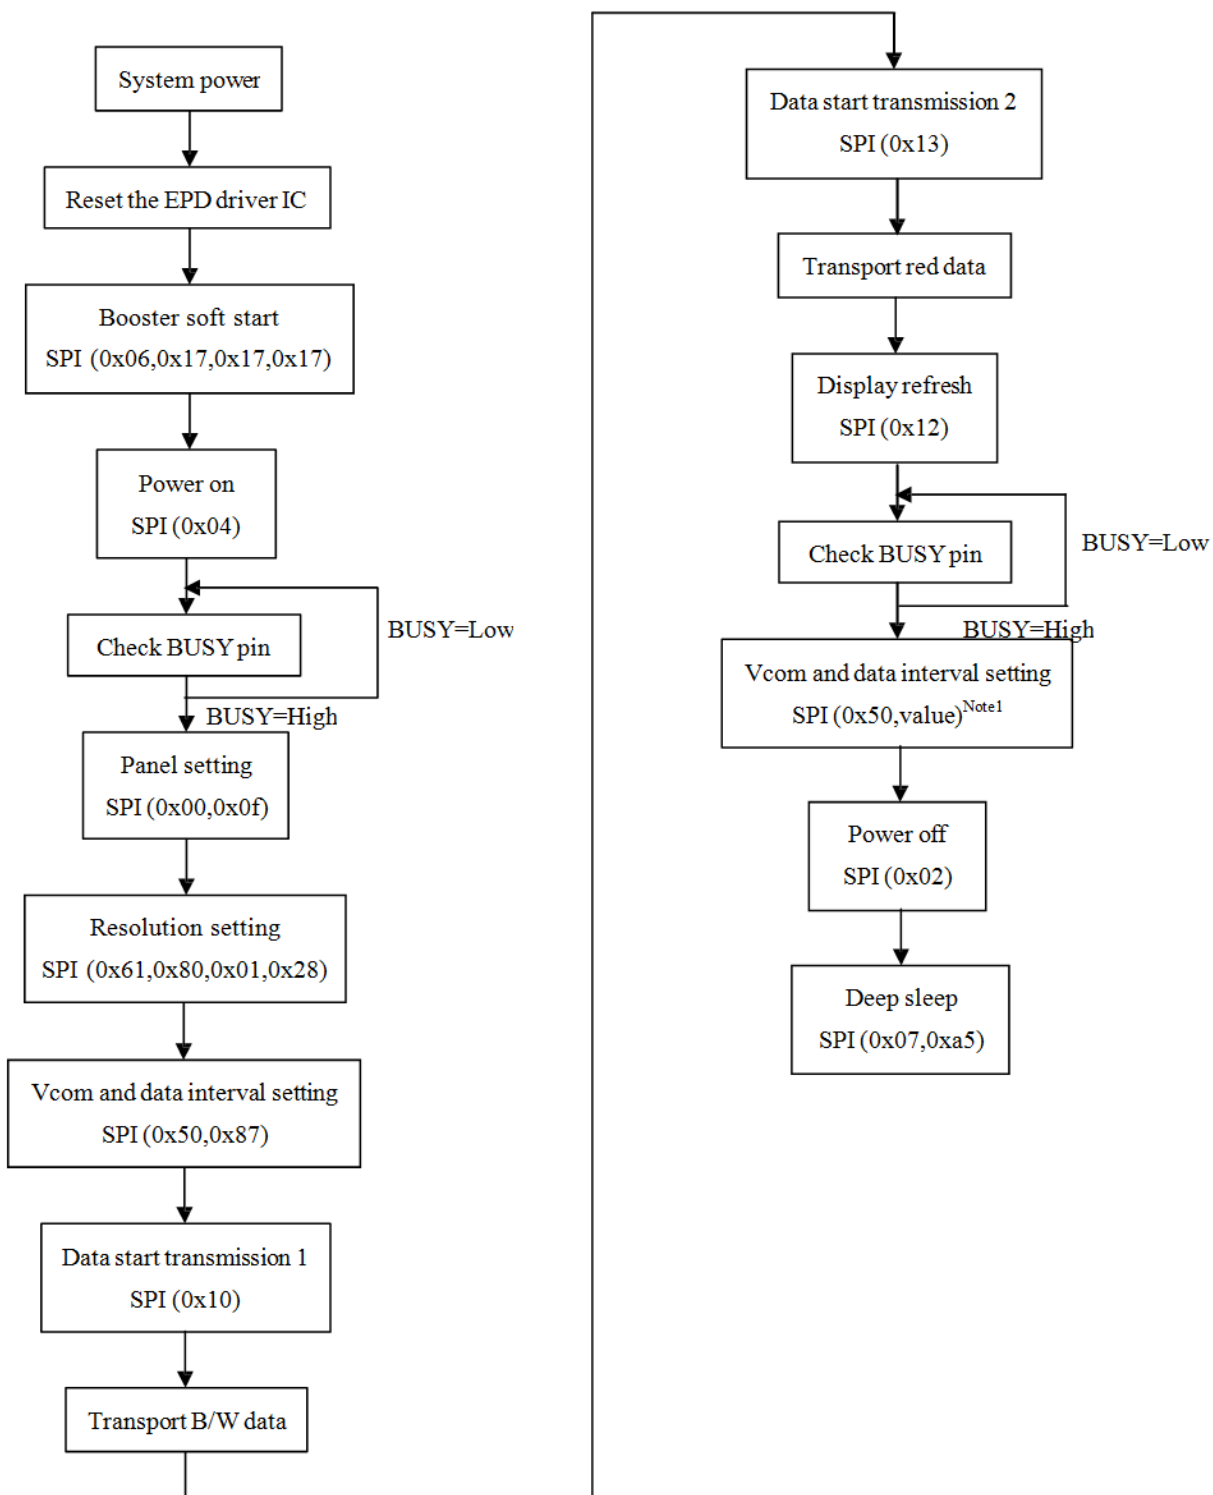 System power
Reset the EPD driver IC
Booster soft start
SPI (0x06,0x17,0x17,0x17)
Power on
SPI (0x04)
BUSY=Low
Check BUSY pin
BUSY=High
Panel setting
SPI (0x00,0x0f)
Resolution setting
SPI (0x61,0x80,0x01,0x28)
Vcom and data interval setting
SPI (0x50,0x87)
Data start transmission 1
SPI (0x10)
Transport B/W data
Data start transmission 2
SPI (0x13)
Transport red data
Display refresh
SPI (0x12)
BUSY=Low
Check BUSY pin
BUSY=High
Vcom and data interval setting
SPI (0x50,value)Note1
Power off
SPI (0x02)
Deep sleep
SPI (0x07,0xa5)